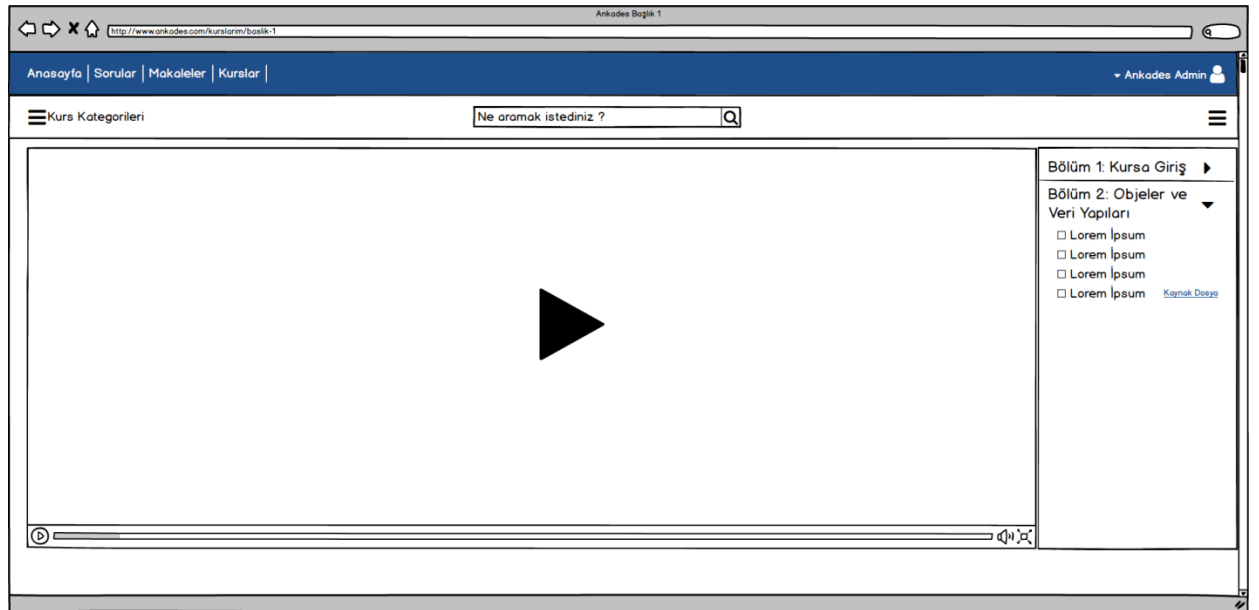 Ankades Başlık 1
http://www.ankades.com/kurslarim/baslik-1
Anasayfa | Sorular | Makaleler | Kurslar |
Ankades Admin
Kurs Kategorileri
Ne aramak istediniz ?
Bölüm 1: Kursa Giriş
Bölüm 2: Objeler ve
Veri Yapıları
Lorem İpsum
Lorem İpsum
Lorem İpsum
Lorem İpsum Kaynak Dosya